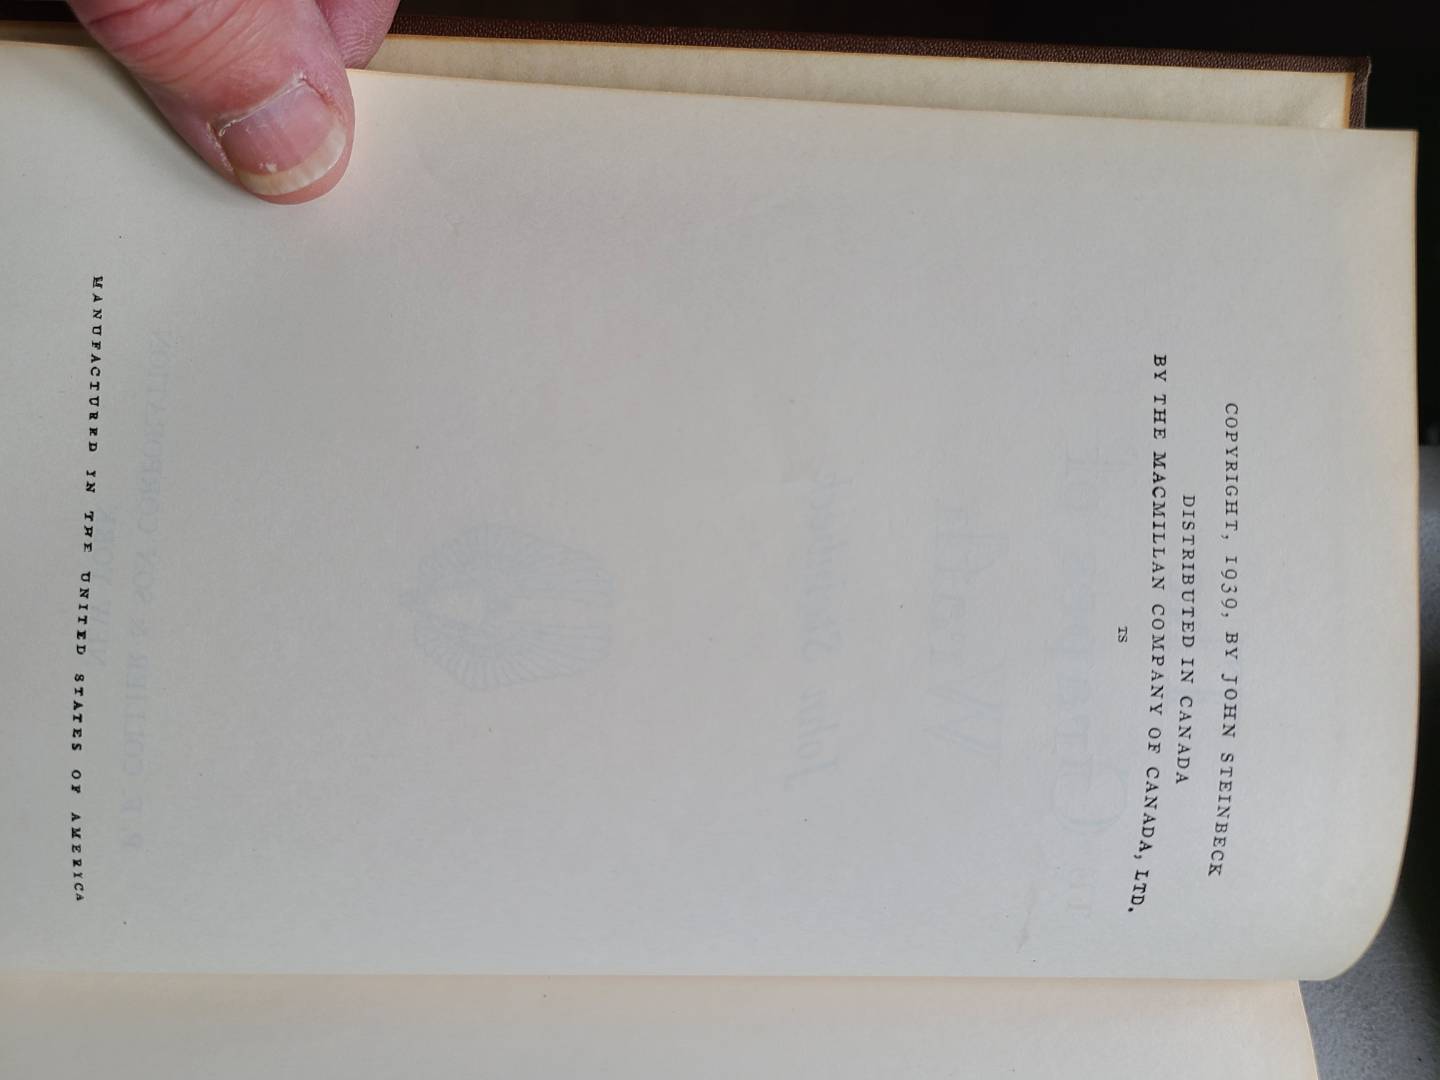 COPYRIGHT, 1939, BY JOHN STEINBECK
DISTRIBUTED IN CANADA
BY THE MACMILLAN COMPANY OF CANADA, LTD.
TS
MANUFACTURED IN THE UNITED STATES OF AMERICA